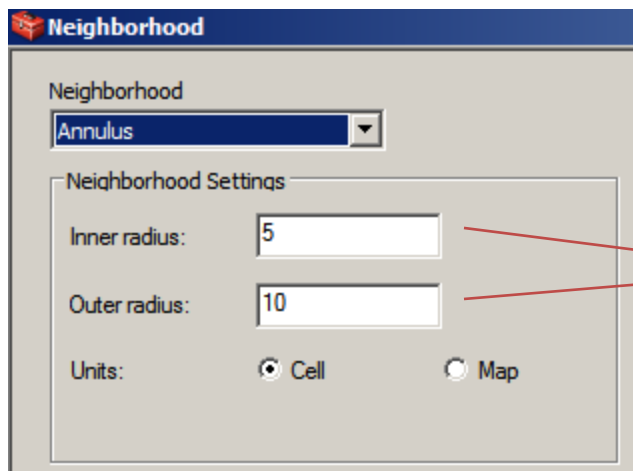 Neighborhood
Neighborhood
Annulus
Neighborhood Settings
Inner radius: 5
Outer radius: 10
Units: Cell Map